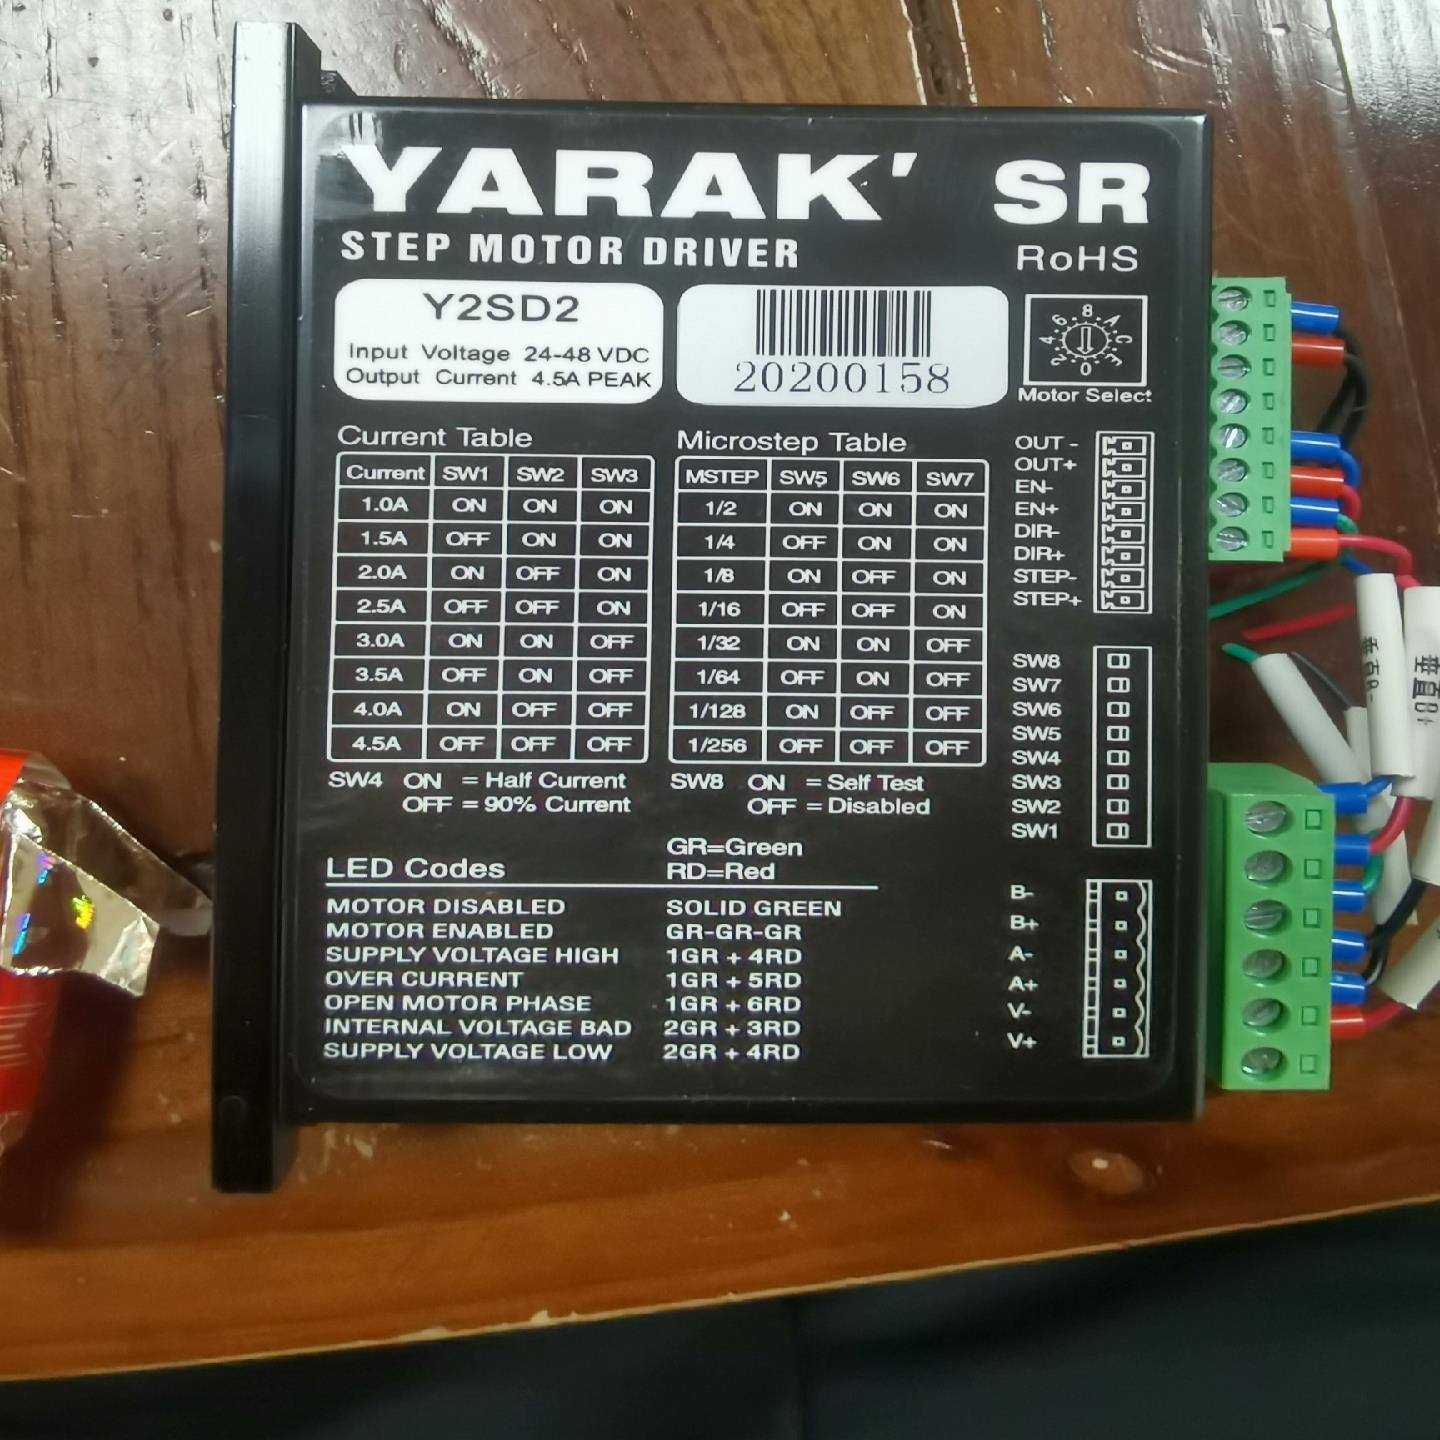 YARAK' SR
STEP MOTOR DRIVER
RoHS
Y2SD2
Input Voltage 24-48 VDC
Output Current 4.5A PEAK
20200158
0 2 4 6 8 A C E
Motor Select
Current Table
Current SW1 SW2 SW3
1.0A ON ON ON
1.5A OFF ON ON
2.0A ON OFF ON
2.5A OFF OFF ON
3.0A ON ON OFF
3.5A OFF ON OFF
4.0A ON OFF OFF
4.5A OFF OFF OFF
SW4 ON = Half Current
OFF = 90% Current
Microstep Table
MSTEP SW5 SW6 SW7
1/2 ON ON ON
1/4 OFF ON ON
1/8 ON OFF ON
1/16 OFF OFF ON
1/32 ON ON OFF
1/64 OFF ON OFF
1/128 ON OFF OFF
1/256 OFF OFF OFF
SW8 ON = Self Test
OFF = Disabled
OUT -
OUT+
EN-
EN+
DIR-
DIR+
STEP-
STEP+
SW8
SW7
SW6
SW5
SW4
SW3
SW2
SW1
GR=Green
RD=Red
LED Codes
MOTOR DISABLED SOLID GREEN
MOTOR ENABLED GR-GR-GR
SUPPLY VOLTAGE HIGH 1GR + 4RD
OVER CURRENT 1GR + 5RD
OPEN MOTOR PHASE 1GR + 6RD
INTERNAL VOLTAGE BAD 2GR + 3RD
SUPPLY VOLTAGE LOW 2GR + 4RD
B-
B+
A-
A+
V-
V+